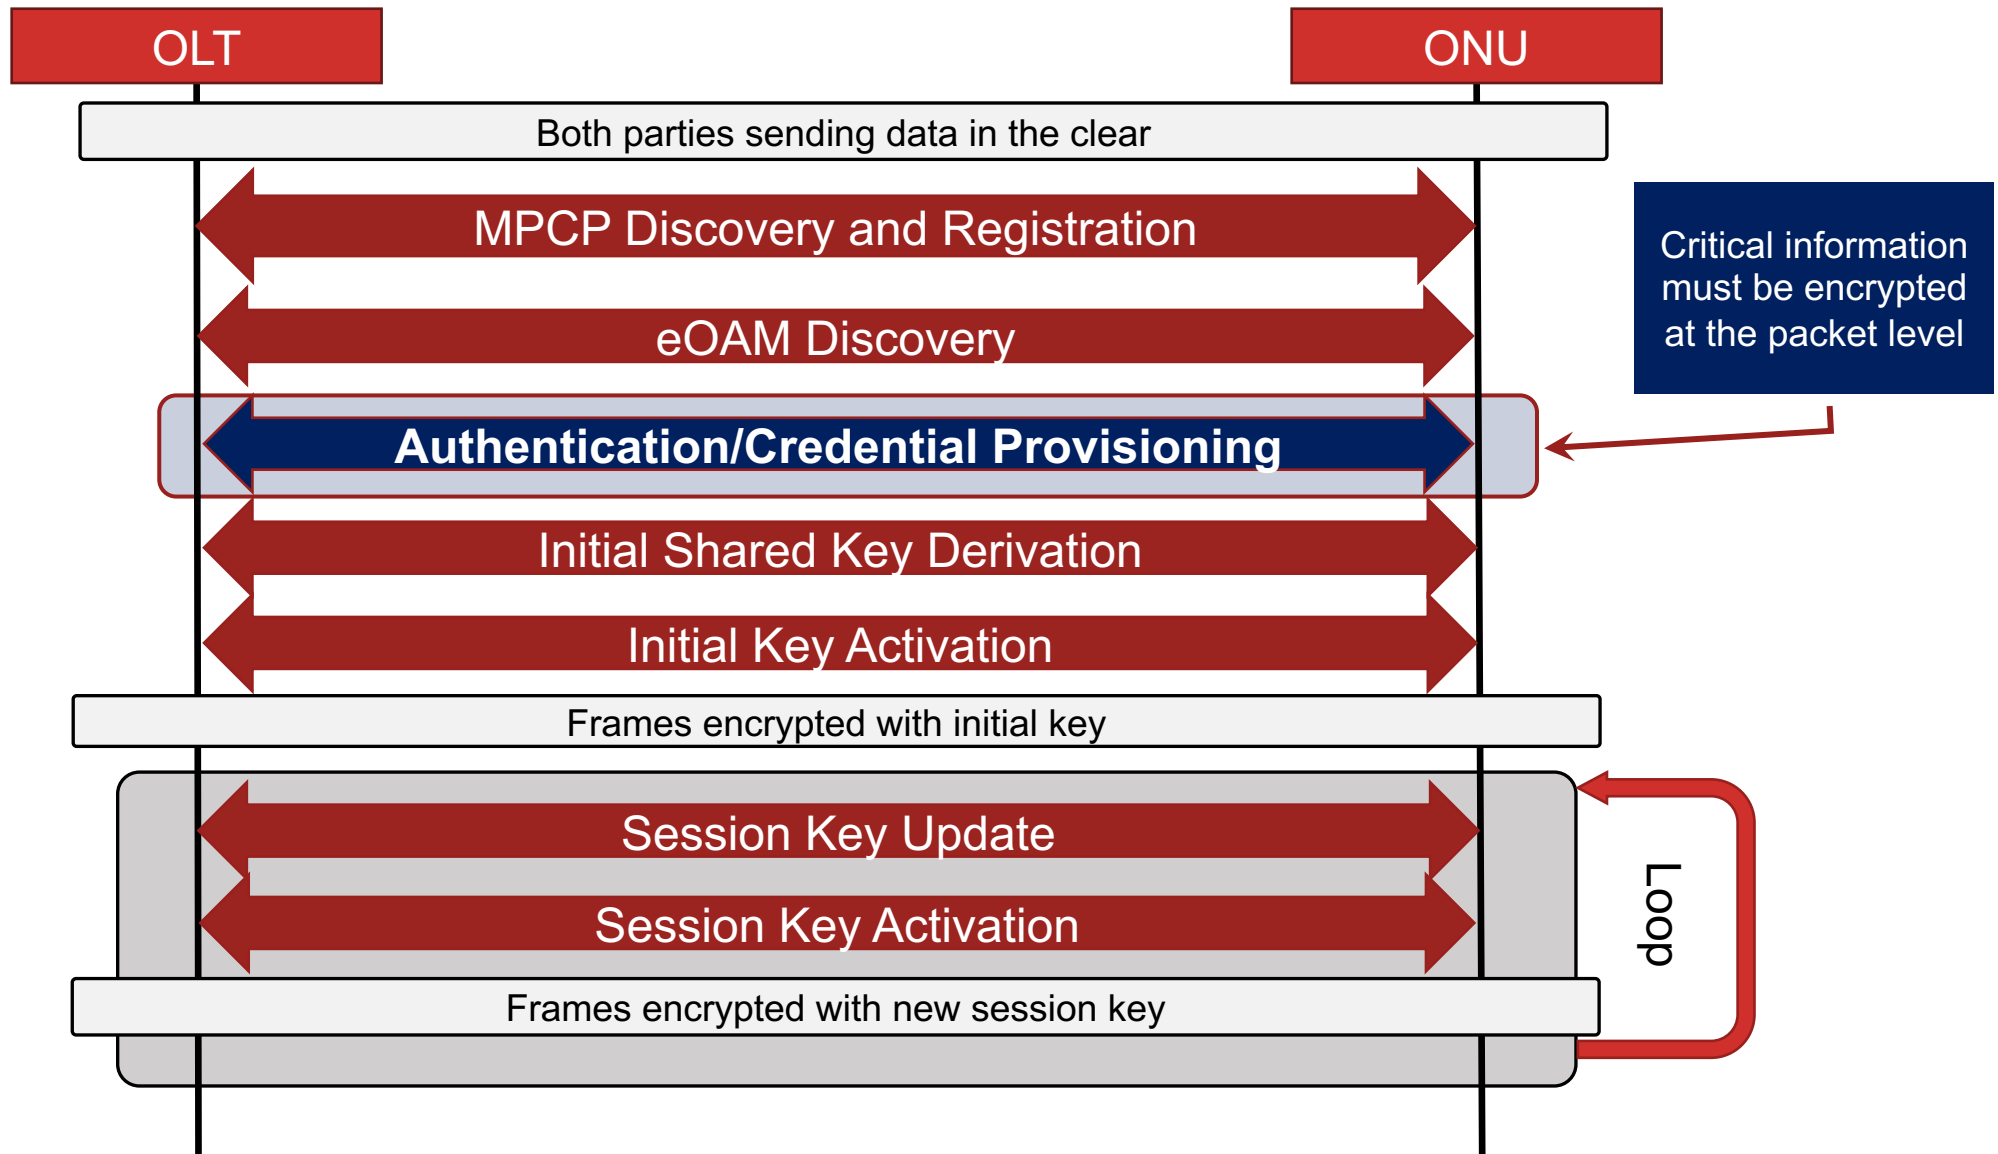 OLT
ONU
Both parties sending data in the clear
MPCP Discovery and Registration
Critical information
must be encrypted
at the packet level
eOAM Discovery
Authentication/Credential Provisioning
Initial Shared Key Derivation
Initial Key Activation
Frames encrypted with initial key
Session Key Update
Loop
Session Key Activation
Frames encrypted with new session key